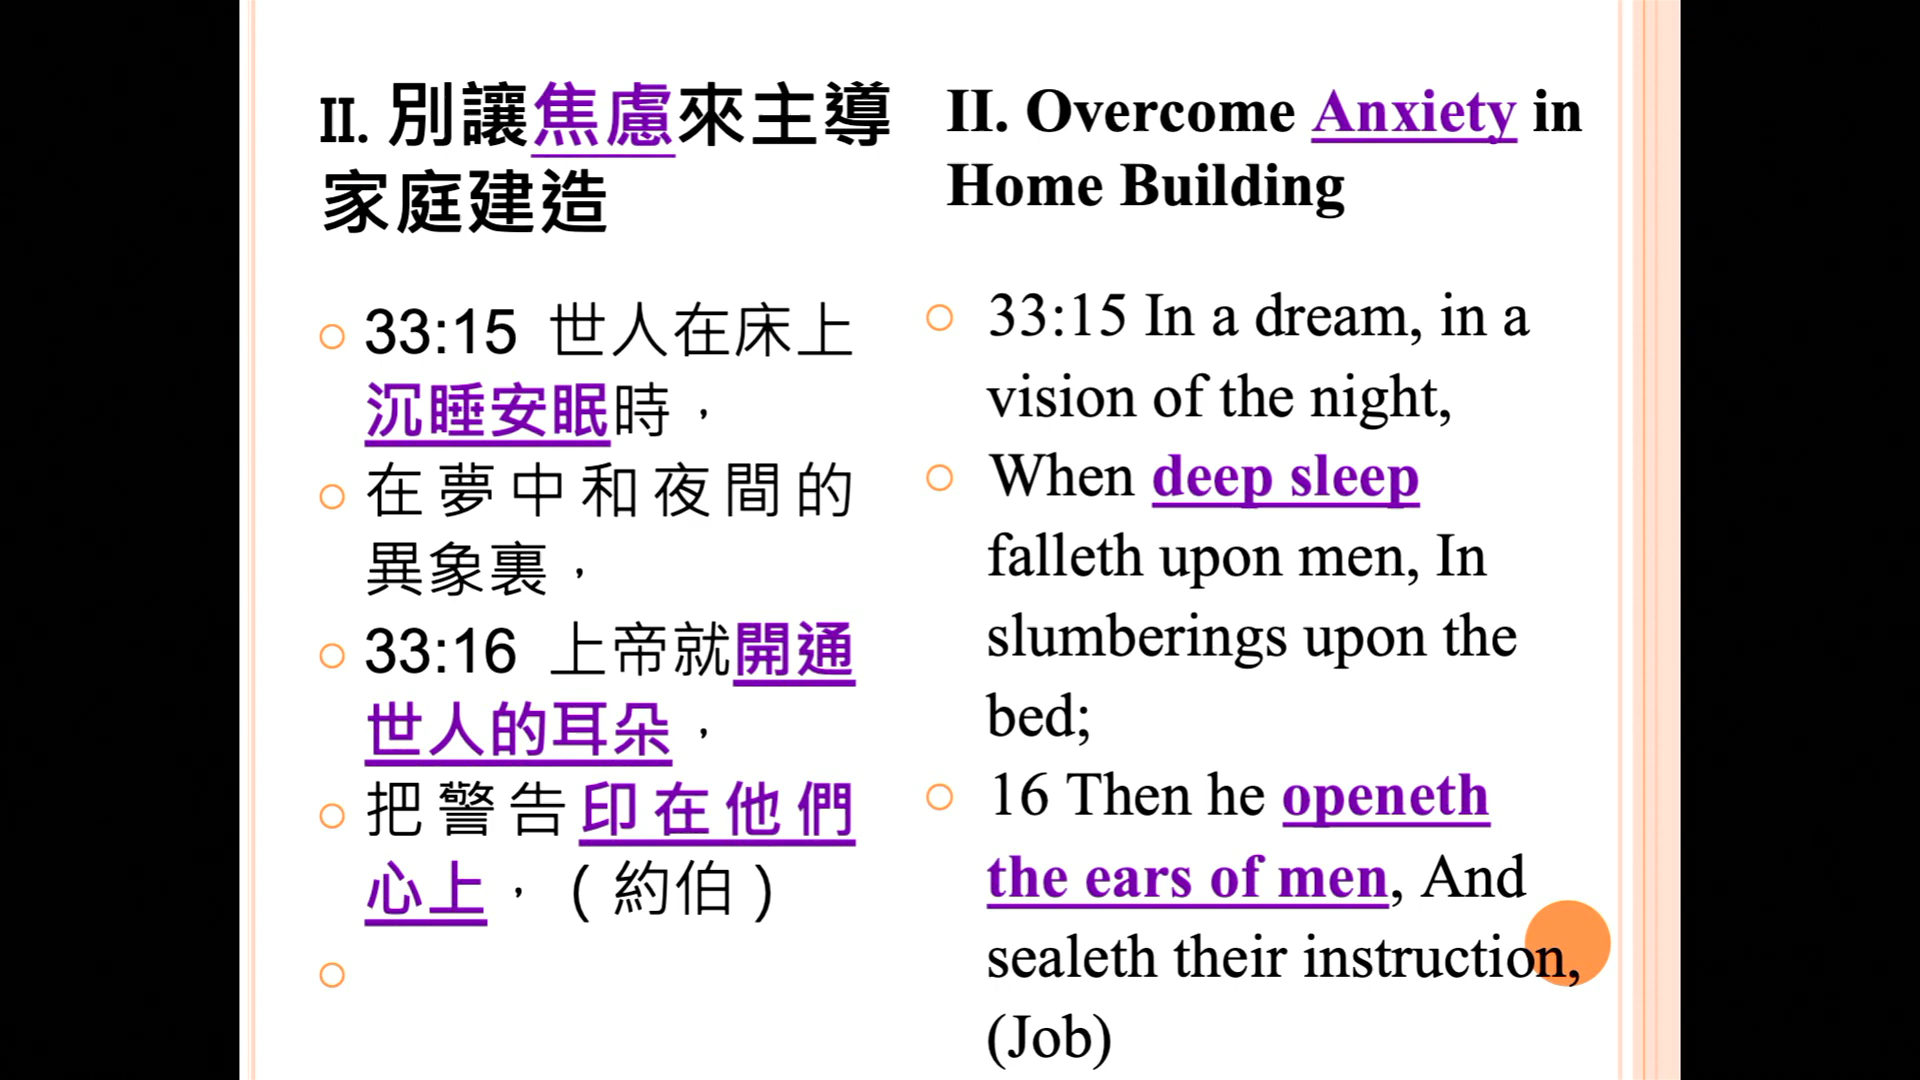 II. 別讓焦慮來主導
家庭建造
33:15 世人在床上
沉睡安眠時，
在夢中和夜間的
異象裏，
33:16 上帝就開通
世人的耳朵，
把警告印在他們
心上，（約伯）
II. Overcome Anxiety in
Home Building
33:15 In a dream, in a
vision of the night,
When deep sleep
falleth upon men, In
slumberings upon the
bed;
16 Then he openeth
the ears of men, And
sealeth their instruction,
(Job)